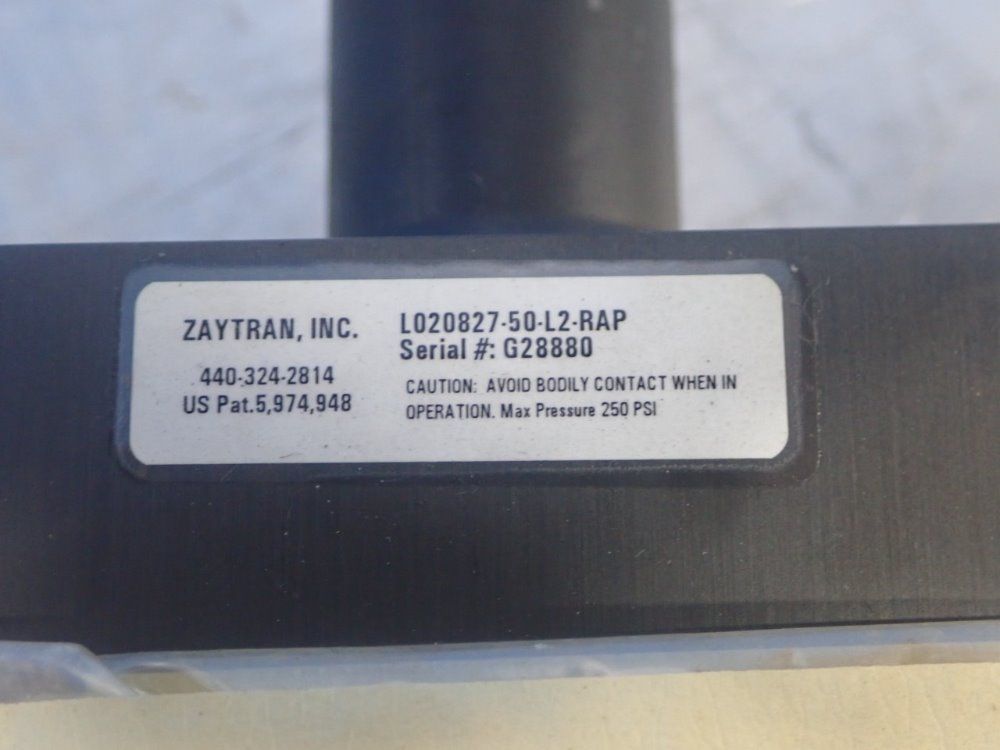 ZAYTRAN, INC.
440-324-2814
US Pat.5,974,948
L020827-50-L2-RAP
Serial #: G28880
CAUTION: AVOID BODILY CONTACT WHEN IN
OPERATION. Max Pressure 250 PSI